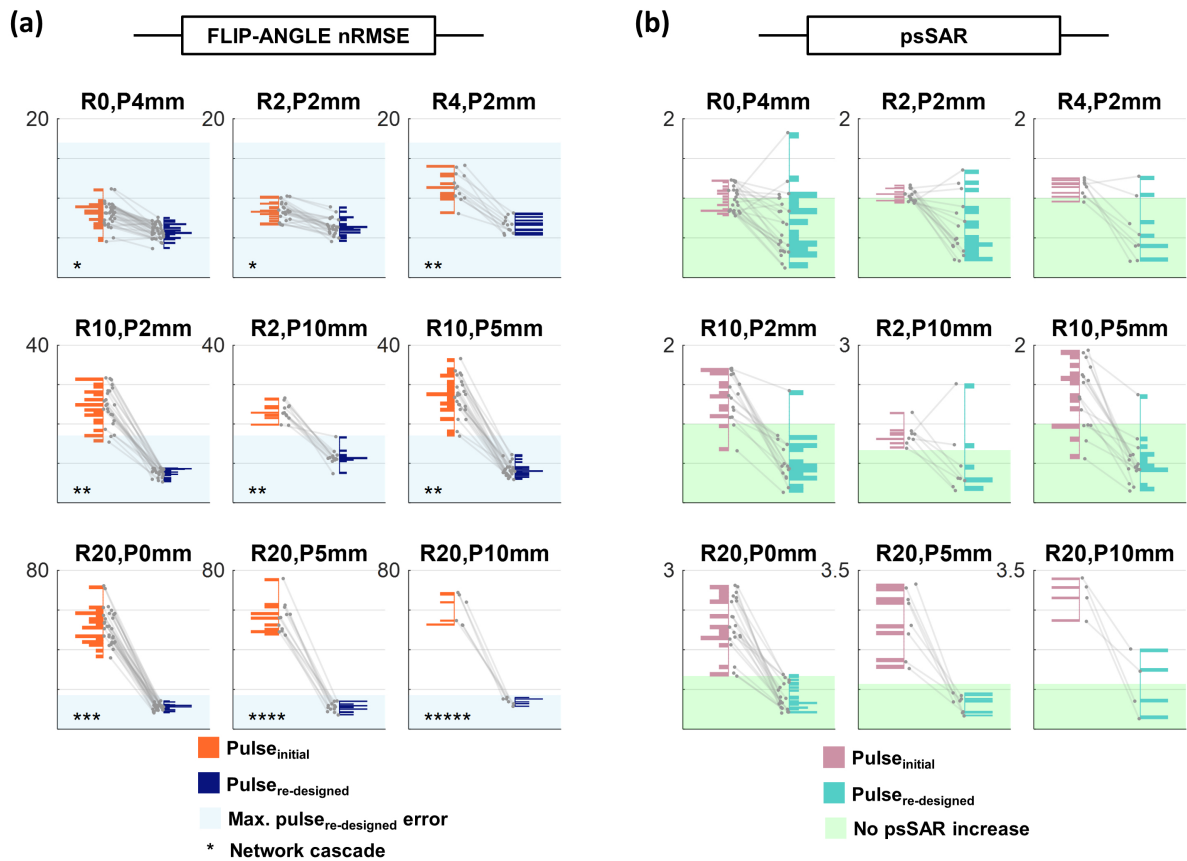 (a)
FLIP-ANGLE nRMSE
R0,P4mm
R2,P2mm
R4,P2mm
20
20
*
*
**
R10,P2mm
R2,P10mm
R10,P5mm
40
40
40
**
**
**
R20,P0mm
R20,P5mm
R20,P10mm
80
80
80
***
****
*****
Pulseinitial
Pulsere-designed
Max. pulsere-designed error
* Network cascade
(b)
psSAR
R0,P4mm
R2,P2mm
R4,P2mm
2
2
2
R10,P2mm
R2,P10mm
R10,P5mm
2
3
2
R20,P0mm
R20,P5mm
R20,P10mm
3
3.5
3.5
Pulseinitial
Pulsere-designed
No psSAR increase